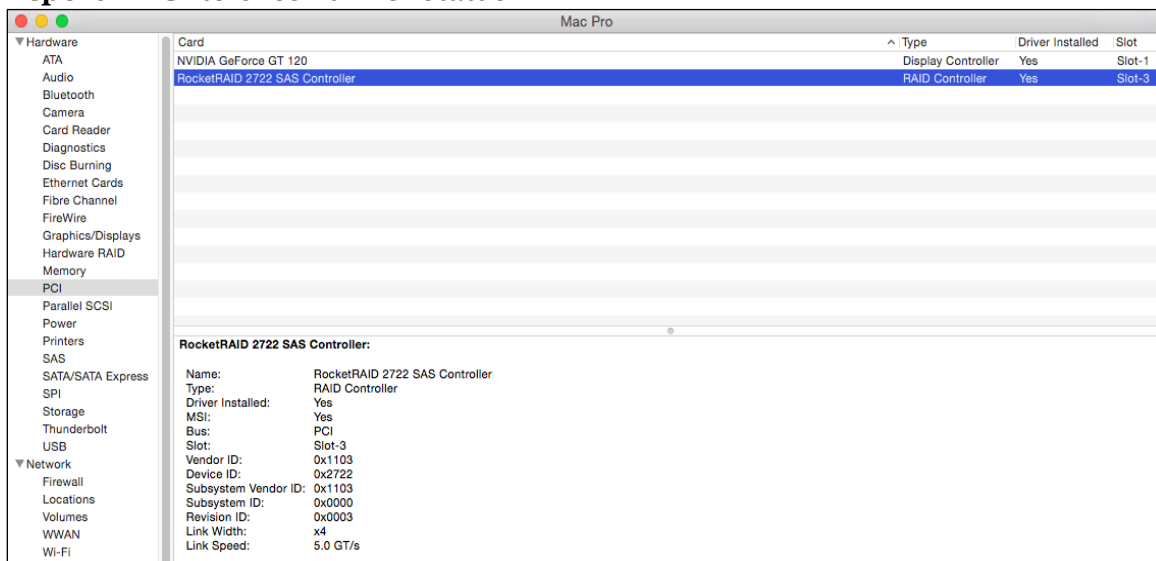 Mac Pro
▼Hardware
ATA
Audio
Bluetooth
Camera
Card Reader
Diagnostics
Disc Burning
Ethernet Cards
Fibre Channel
FireWire
Graphics/Displays
Hardware RAID
Memory
PCI
Parallel SCSI
Power
Printers
SAS
SATA/SATA Express
SPI
Storage
Thunderbolt
USB
▼Network
Firewall
Locations
Volumes
WWAN
Wi-Fi
Card Type Driver Installed Slot
NVIDIA GeForce GT 120 Display Controller Yes Slot-1
RocketRAID 2722 SAS Controller RAID Controller Yes Slot-3
RocketRAID 2722 SAS Controller:
Name: RocketRAID 2722 SAS Controller
Type: RAID Controller
Driver Installed: Yes
MSI: Yes
Bus: PCI
Slot: Slot-3
Vendor ID: 0x1103
Device ID: 0x2722
Subsystem Vendor ID: 0x1103
Subsystem ID: 0x0000
Revision ID: 0x0003
Link Width: x4
Link Speed: 5.0 GT/s